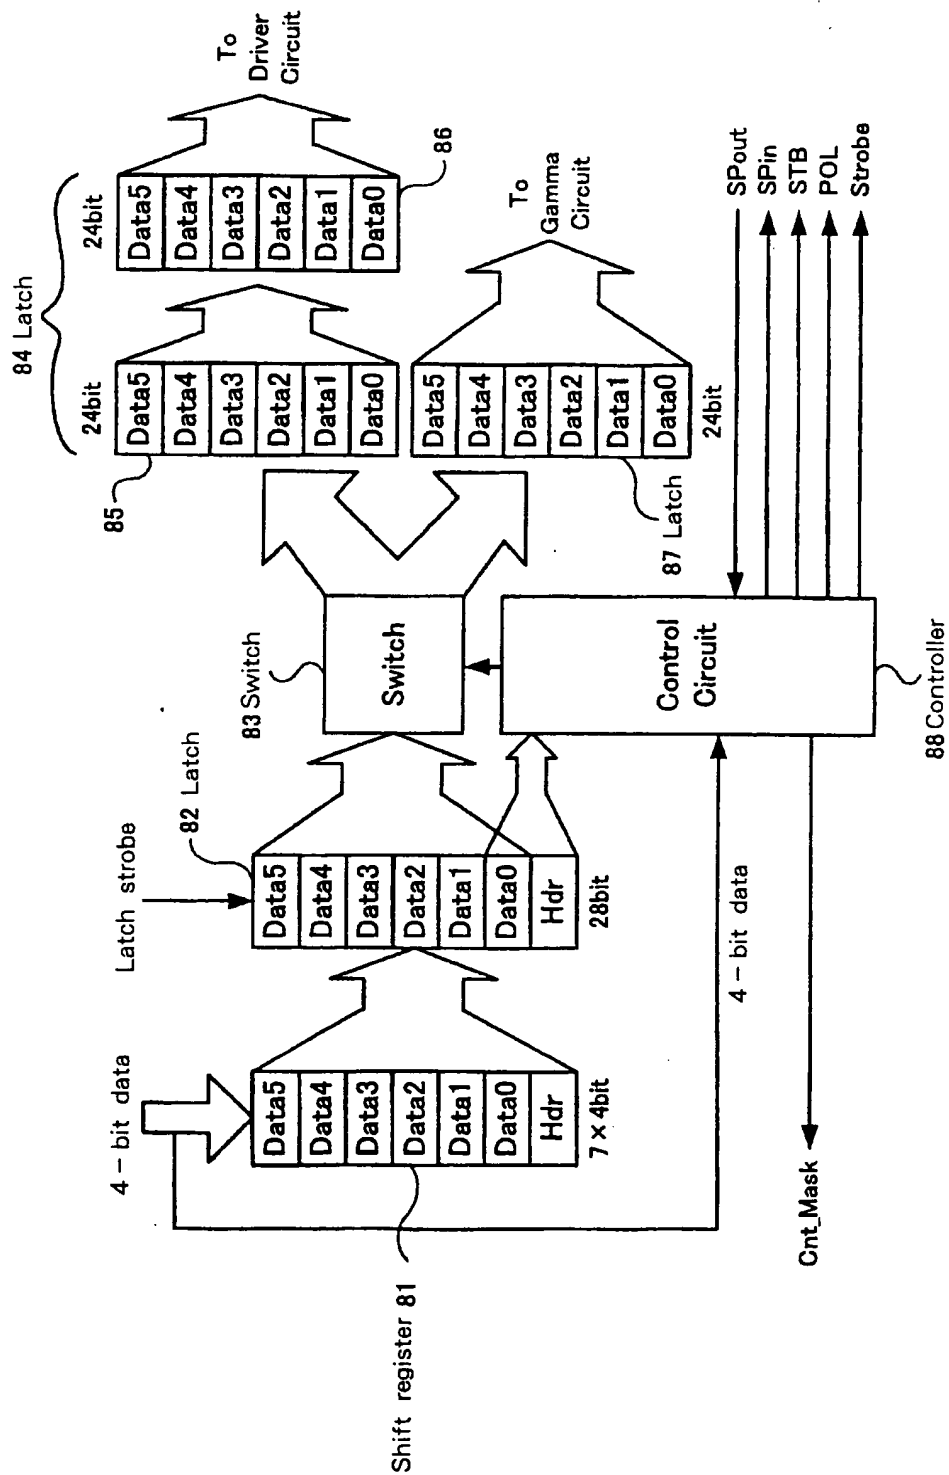 4-bit data
Data5
Data4
Data3
Data2
Data1
Data0
Hdr
7×4bit
Shift register 81
Latch strobe
82 Latch
Data5
Data4
Data3
Data2
Data1
Data0
Hdr
28bit
83 Switch
Switch
84 Latch
24bit
Data5
Data4
Data3
Data2
Data1
Data0
85
24bit
Data5
Data4
Data3
Data2
Data1
Data0
86
To
Driver
Circuit
Data5
Data4
Data3
Data2
Data1
Data0
24bit
87 Latch
To
Gamma
Circuit
4-bit data
Control
Circuit
88 Controller
Cnt_Mask
SPout
SPin
STB
POL
Strobe